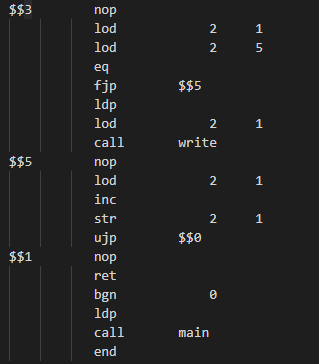 $$3 nop
lod 2 1
lod 2 5
eq
fjp $$5
ldp
lod 2 1
call write
$$5 nop
lod 2 1
inc
str 2 1
ujp $$0
$$1 nop
ret
bgn 0
ldp
call main
end